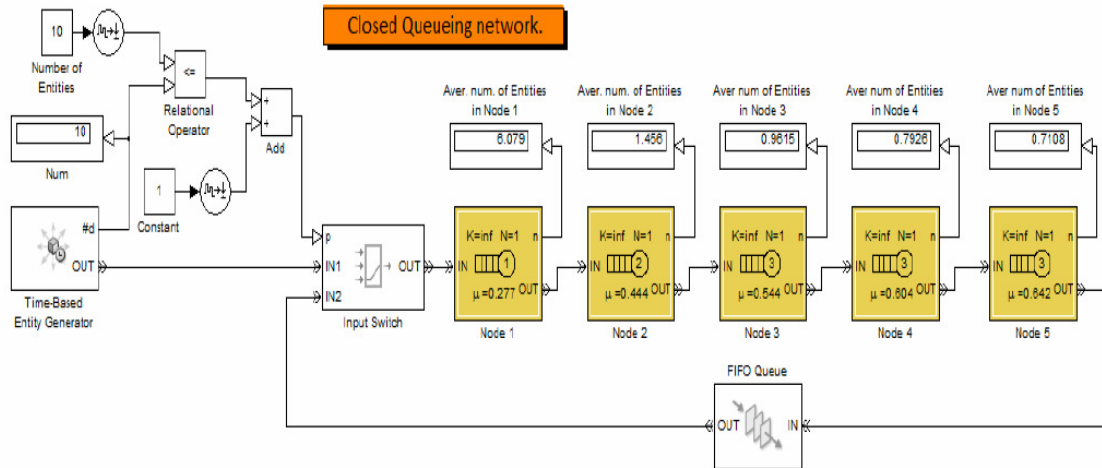 Closed Queueing network.
10
Number of
Entities
<=
Relational
Operator
10
Num
+
+
Add
1
Constant
#d
OUT
Time-Based
Entity Generator
p
IN1
IN2
OUT
Input Switch
Aver. num. of Entities
in Node 1
6.079
K=inf N=1 n
IN 1
OUT
μ =0.277
Node 1
Aver. num. of Entities
in Node 2
1.456
K=inf N=1 n
IN 2
OUT
μ =0.444
Node 2
Aver num of Entities
in Node 3
0.9615
K=inf N=1 n
IN 3
OUT
μ =0.544
Node 3
Aver num of Entities
in Node 4
0.7926
K=inf N=1 n
IN 3
OUT
μ =0.604
Node 4
Aver num of Entities
in Node 5
0.7108
K=inf N=1 n
IN 3
OUT
μ =0.642
Node 5
FIFO Queue
OUT IN